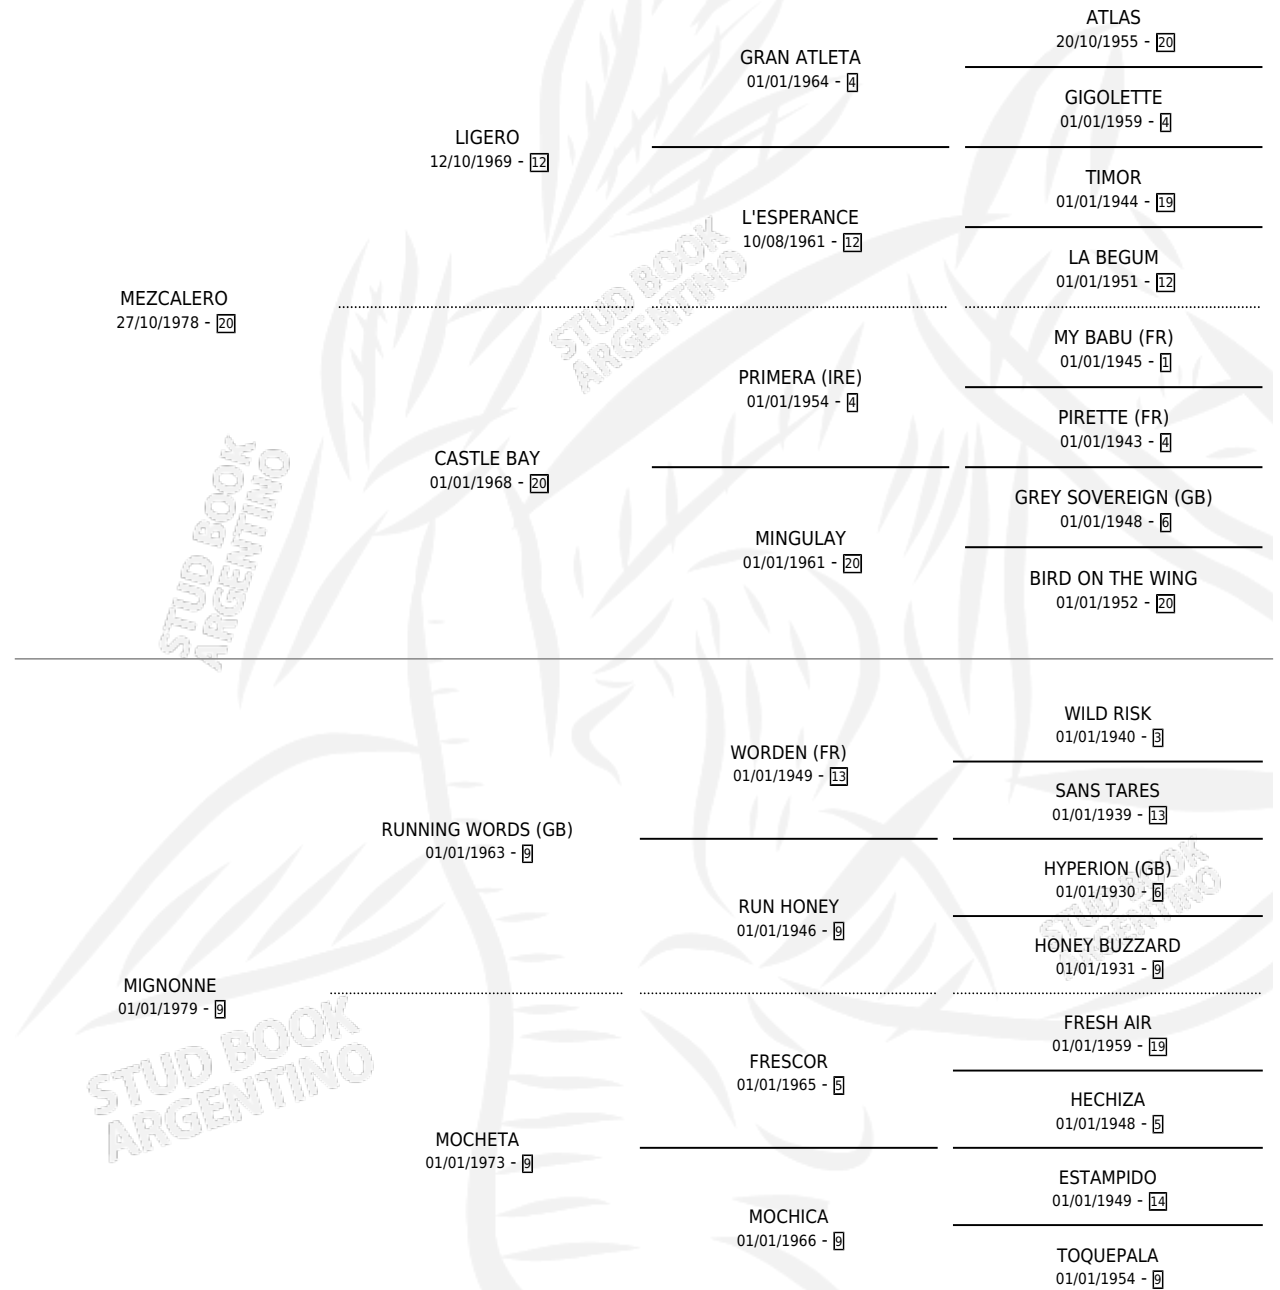 ATLAS
20/10/1955 - 20
GRAN ATLETA
01/01/1964 - 4
GIGOLETTE
01/01/1959 - 4
LIGERO
12/10/1969 - 12
TIMOR
01/01/1944 - 19
L'ESPERANCE
10/08/1961 - 12
LA BEGUM
01/01/1951 - 12
MEZCALERO
27/10/1978 - 20
STUD BOOK
ARGENTINO
MY BABU (FR)
01/01/1945 - 1
PRIMERA (IRE)
01/01/1954 - 4
PIRETTE (FR)
01/01/1943 - 4
CASTLE BAY
01/01/1968 - 20
GREY SOVEREIGN (GB)
01/01/1948 - 6
MINGULAY
01/01/1961 - 20
BIRD ON THE WING
01/01/1952 - 20
STUD BOOK
ARGENTINO
WILD RISK
01/01/1940 - 3
WORDEN (FR)
01/01/1949 - 13
SANS TARES
01/01/1939 - 13
RUNNING WORDS (GB)
01/01/1963 - 9
HYPERION (GB)
01/01/1930 - 6
RUN HONEY
01/01/1946 - 9
HONEY BUZZARD
01/01/1931 - 9
STUD BOOK
ARGENTINO
MIGNONNE
01/01/1979 - 9
STUD BOOK
ARGENTINO
FRESH AIR
01/01/1959 - 19
FRESCOR
01/01/1965 - 5
HECHIZA
01/01/1948 - 5
MOCHETA
01/01/1973 - 9
ESTAMPIDO
01/01/1949 - 14
MOCHICA
01/01/1966 - 9
TOQUEPALA
01/01/1954 - 9